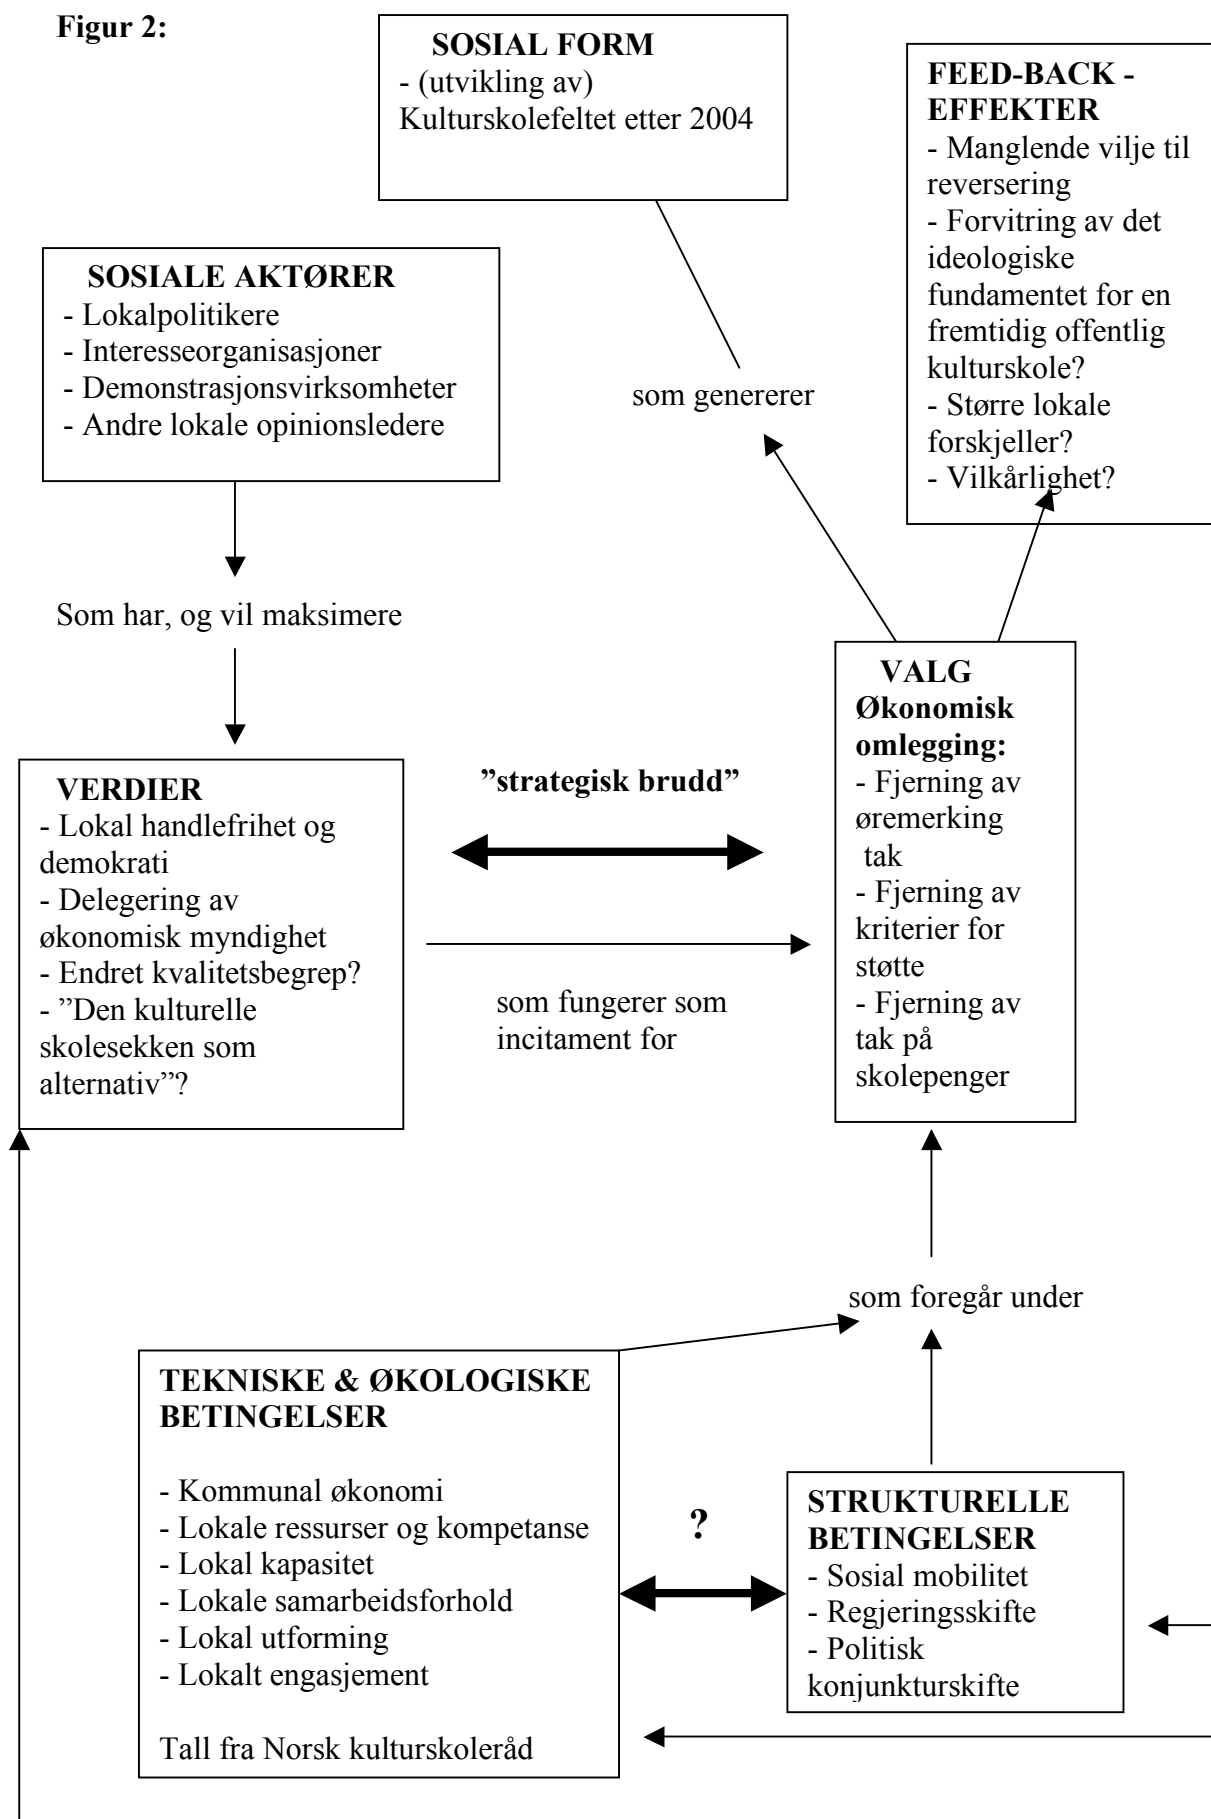 Figur 2:
SOSIAL FORM
- (utvikling av)
Kulturskolefeltet etter 2004
FEED-BACK -
EFFEKTER
- Manglende vilje til
reversering
- Forvitring av det
ideologiske
fundamentet for en
fremtidig offentlig
kulturskole?
- Større lokale
forskjeller?
- Vilkårlighet?
SOSIALE AKTØRER
- Lokalpolitikere
- Interesseorganisasjoner
- Demonstrasjonsvirksomheter
- Andre lokale opinionsledere
som genererer
Som har, og vil maksimere
VERDIER
- Lokal handlefrihet og
demokrati
- Delegering av
økonomisk myndighet
- Endret kvalitetsbegrep?
- ”Den kulturelle
skolesekken som
alternativ”?
”strategisk brudd”
som fungerer som
incitament for
VALG
Økonomisk
omlegging:
- Fjerning av
øremerking
tak
- Fjerning av
kriterier for
støtte
- Fjerning av
tak på
skolepenger
som foregår under
TEKNISKE & ØKOLOGISKE
BETINGELSER
- Kommunal økonomi
- Lokale ressurser og kompetanse
- Lokal kapasitet
- Lokale samarbeidsforhold
- Lokal utforming
- Lokalt engasjement
Tall fra Norsk kulturskoleråd
?
STRUKTURELLE
BETINGELSER
- Sosial mobilitet
- Regjeringsskifte
- Politisk
konjunkturskifte